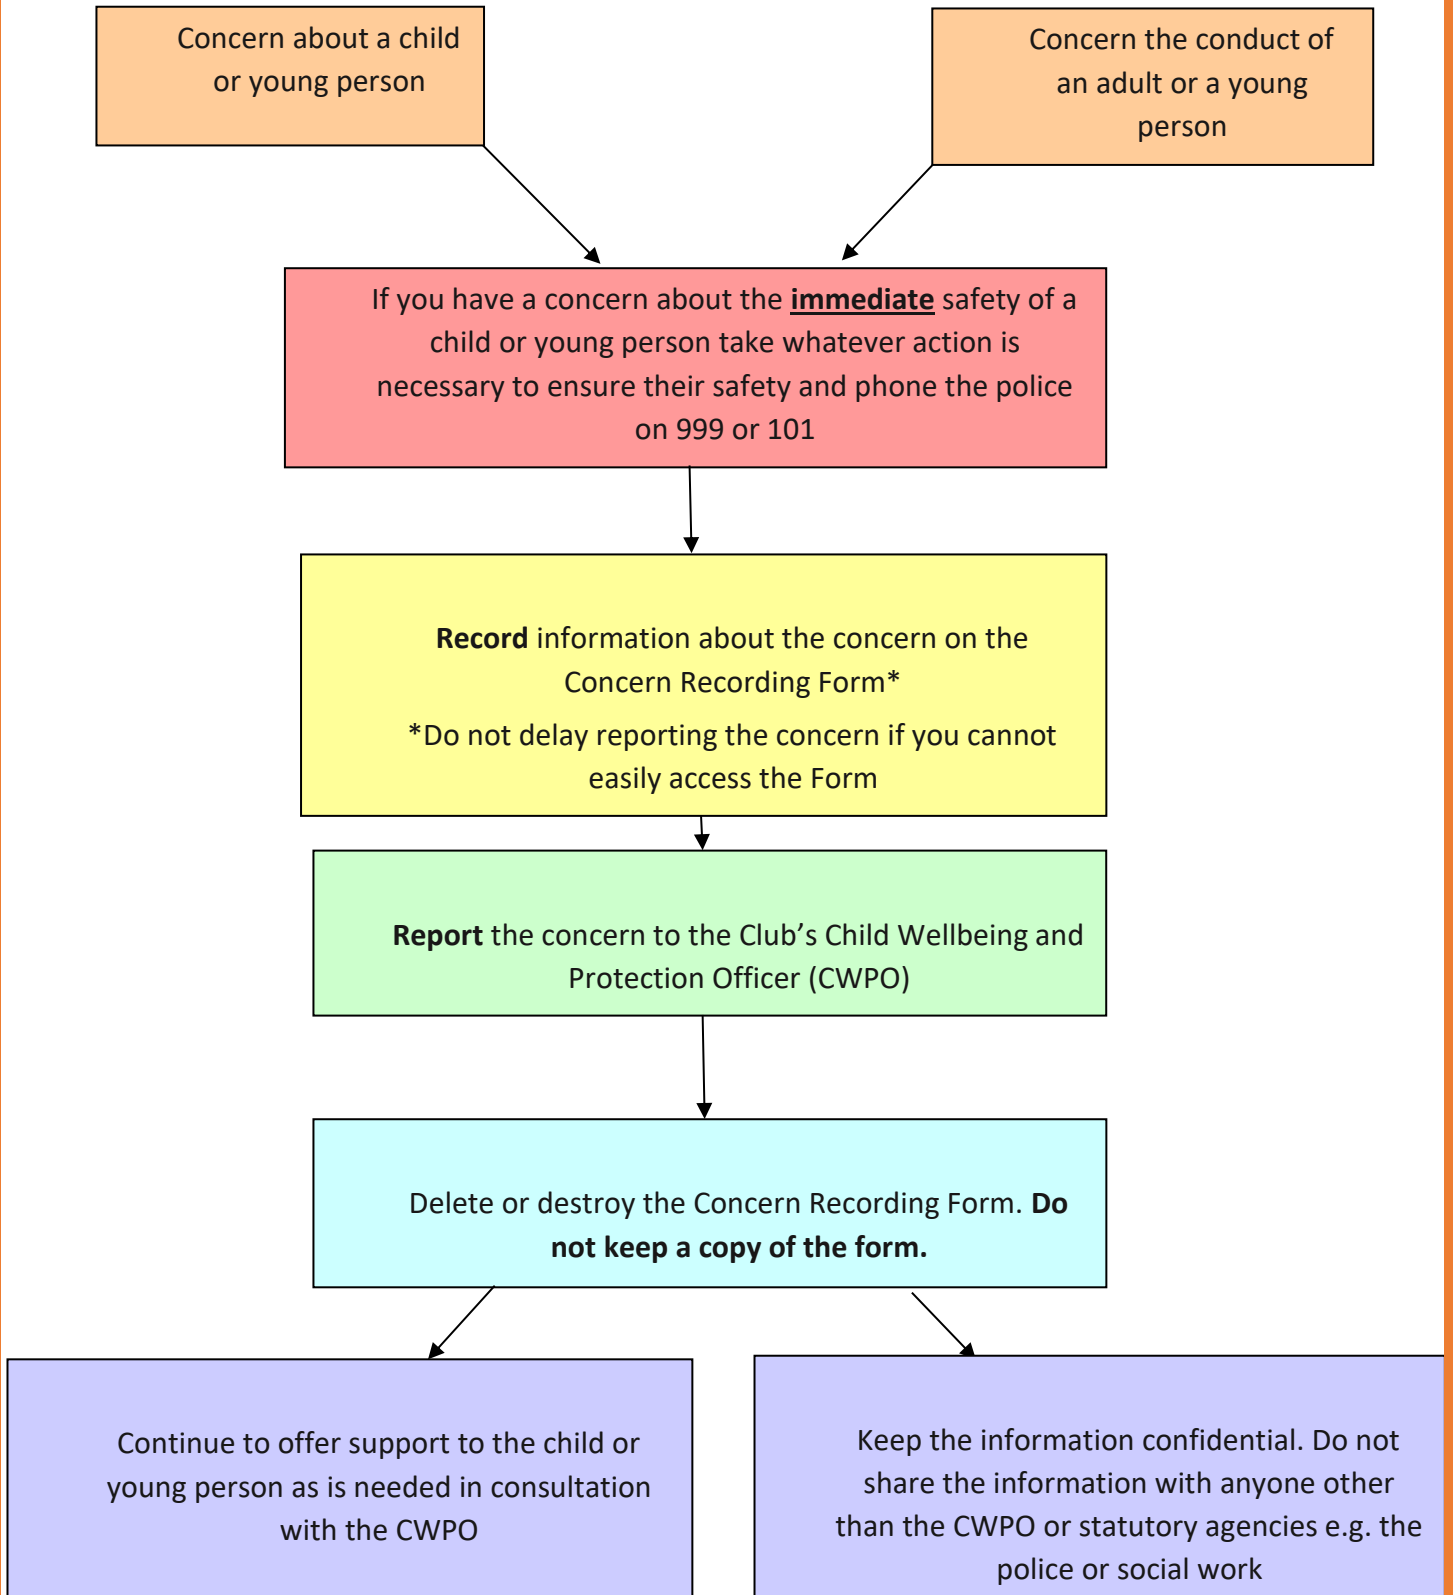 Concern about a child
or young person
Concern the conduct of
an adult or a young
person
If you have a concern about the immediate safety of a
child or young person take whatever action is
necessary to ensure their safety and phone the police
on 999 or 101
Record information about the concern on the
Concern Recording Form*
*Do not delay reporting the concern if you cannot
easily access the Form
Report the concern to the Club’s Child Wellbeing and
Protection Officer (CWPO)
Delete or destroy the Concern Recording Form. Do
not keep a copy of the form.
Continue to offer support to the child or
young person as is needed in consultation
with the CWPO
Keep the information confidential. Do not
share the information with anyone other
than the CWPO or statutory agencies e.g. the
police or social work